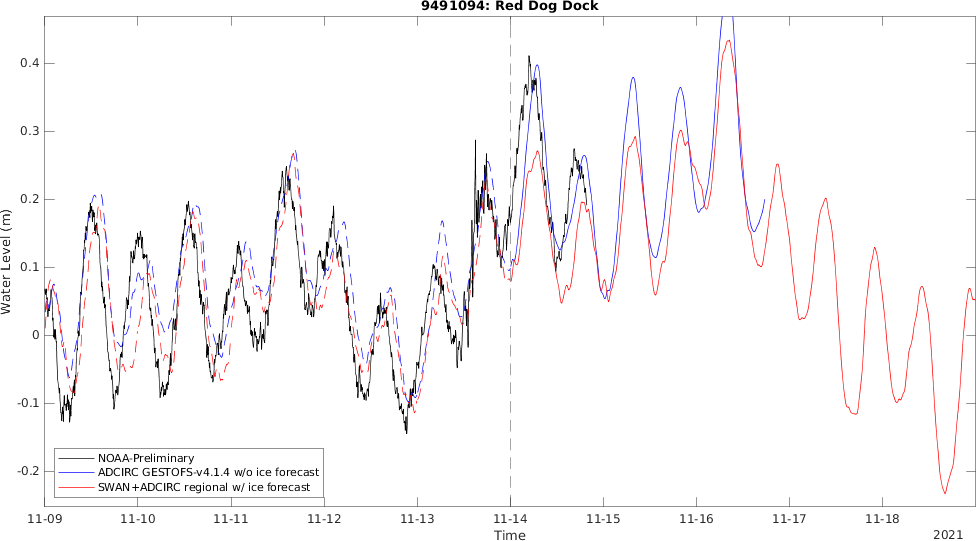 9491094: Red Dog Dock
Water Level (m)
0.4
0.3
0.2
0.1
0
-0.1
-0.2
NOAA-Preliminary
ADCIRC GESTOFS-v4.1.4 w/o ice forecast
SWAN+ADCIRC regional w/ ice forecast
11-09 11-10 11-11 11-12 11-13 11-14 11-15 11-16 11-17 11-18
Time
2021